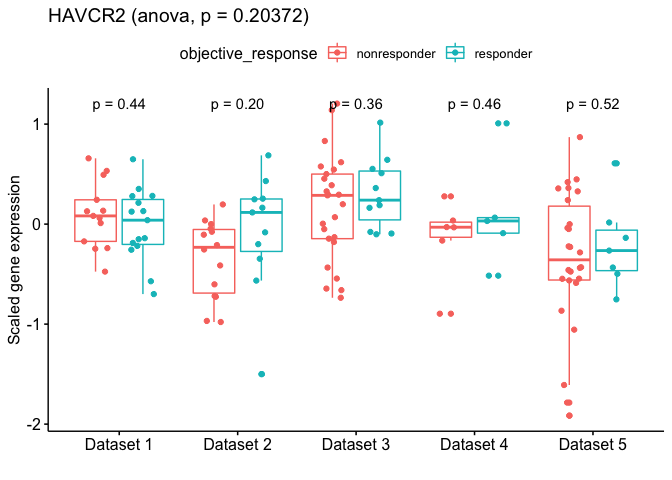 HAVCR2 (anova, p = 0.20372)
objective_response nonresponder responder
p = 0.44 p = 0.20 p = 0.36 p = 0.46 p = 0.52
Scaled gene expression
1
0
-1
-2
Dataset 1 Dataset 2 Dataset 3 Dataset 4 Dataset 5